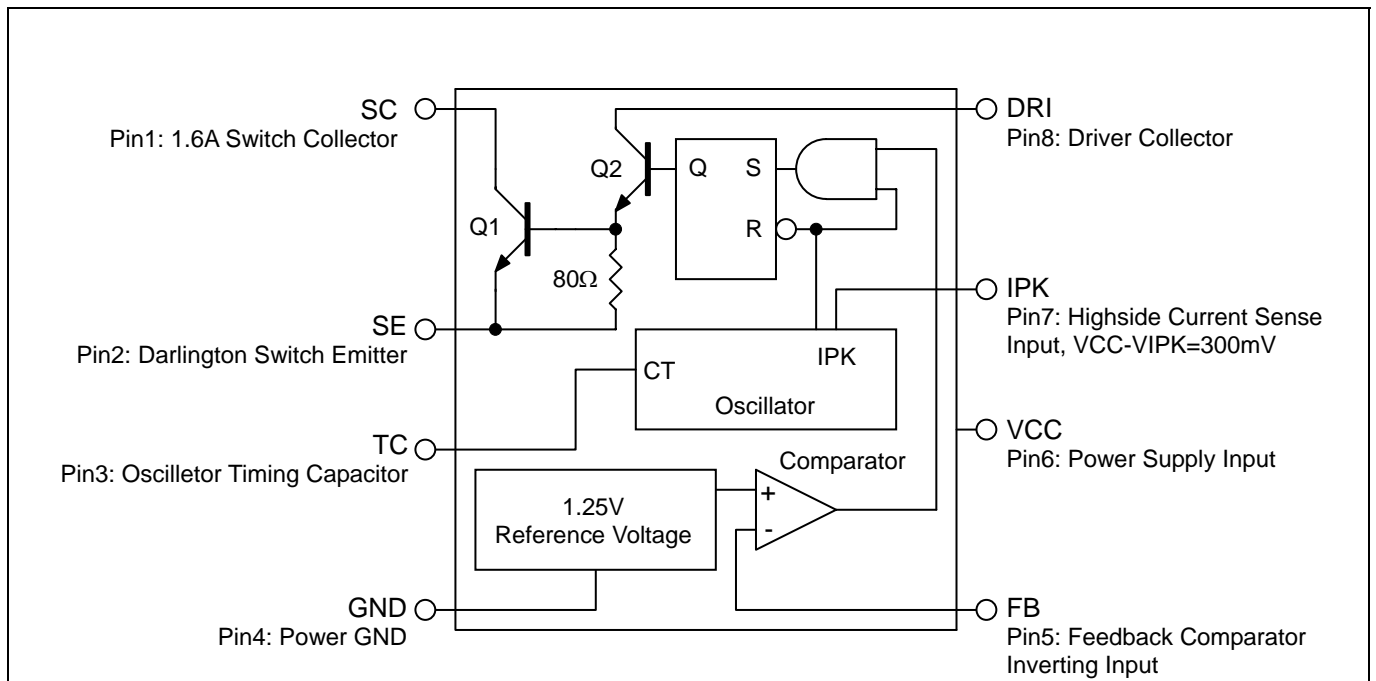 SC
Pin1: 1.6A Switch Collector
DRI
Pin8: Driver Collector
Q2
Q
S
R
Q1
80Ω
SE
Pin2: Darlington Switch Emitter
IPK
Pin7: Highside Current Sense
Input, VCC-VIPK=300mV
CT
IPK
Oscillator
TC
Pin3: Oscilletor Timing Capacitor
VCC
Pin6: Power Supply Input
Comparator
+
-
1.25V
Reference Voltage
GND
Pin4: Power GND
FB
Pin5: Feedback Comparator
Inverting Input